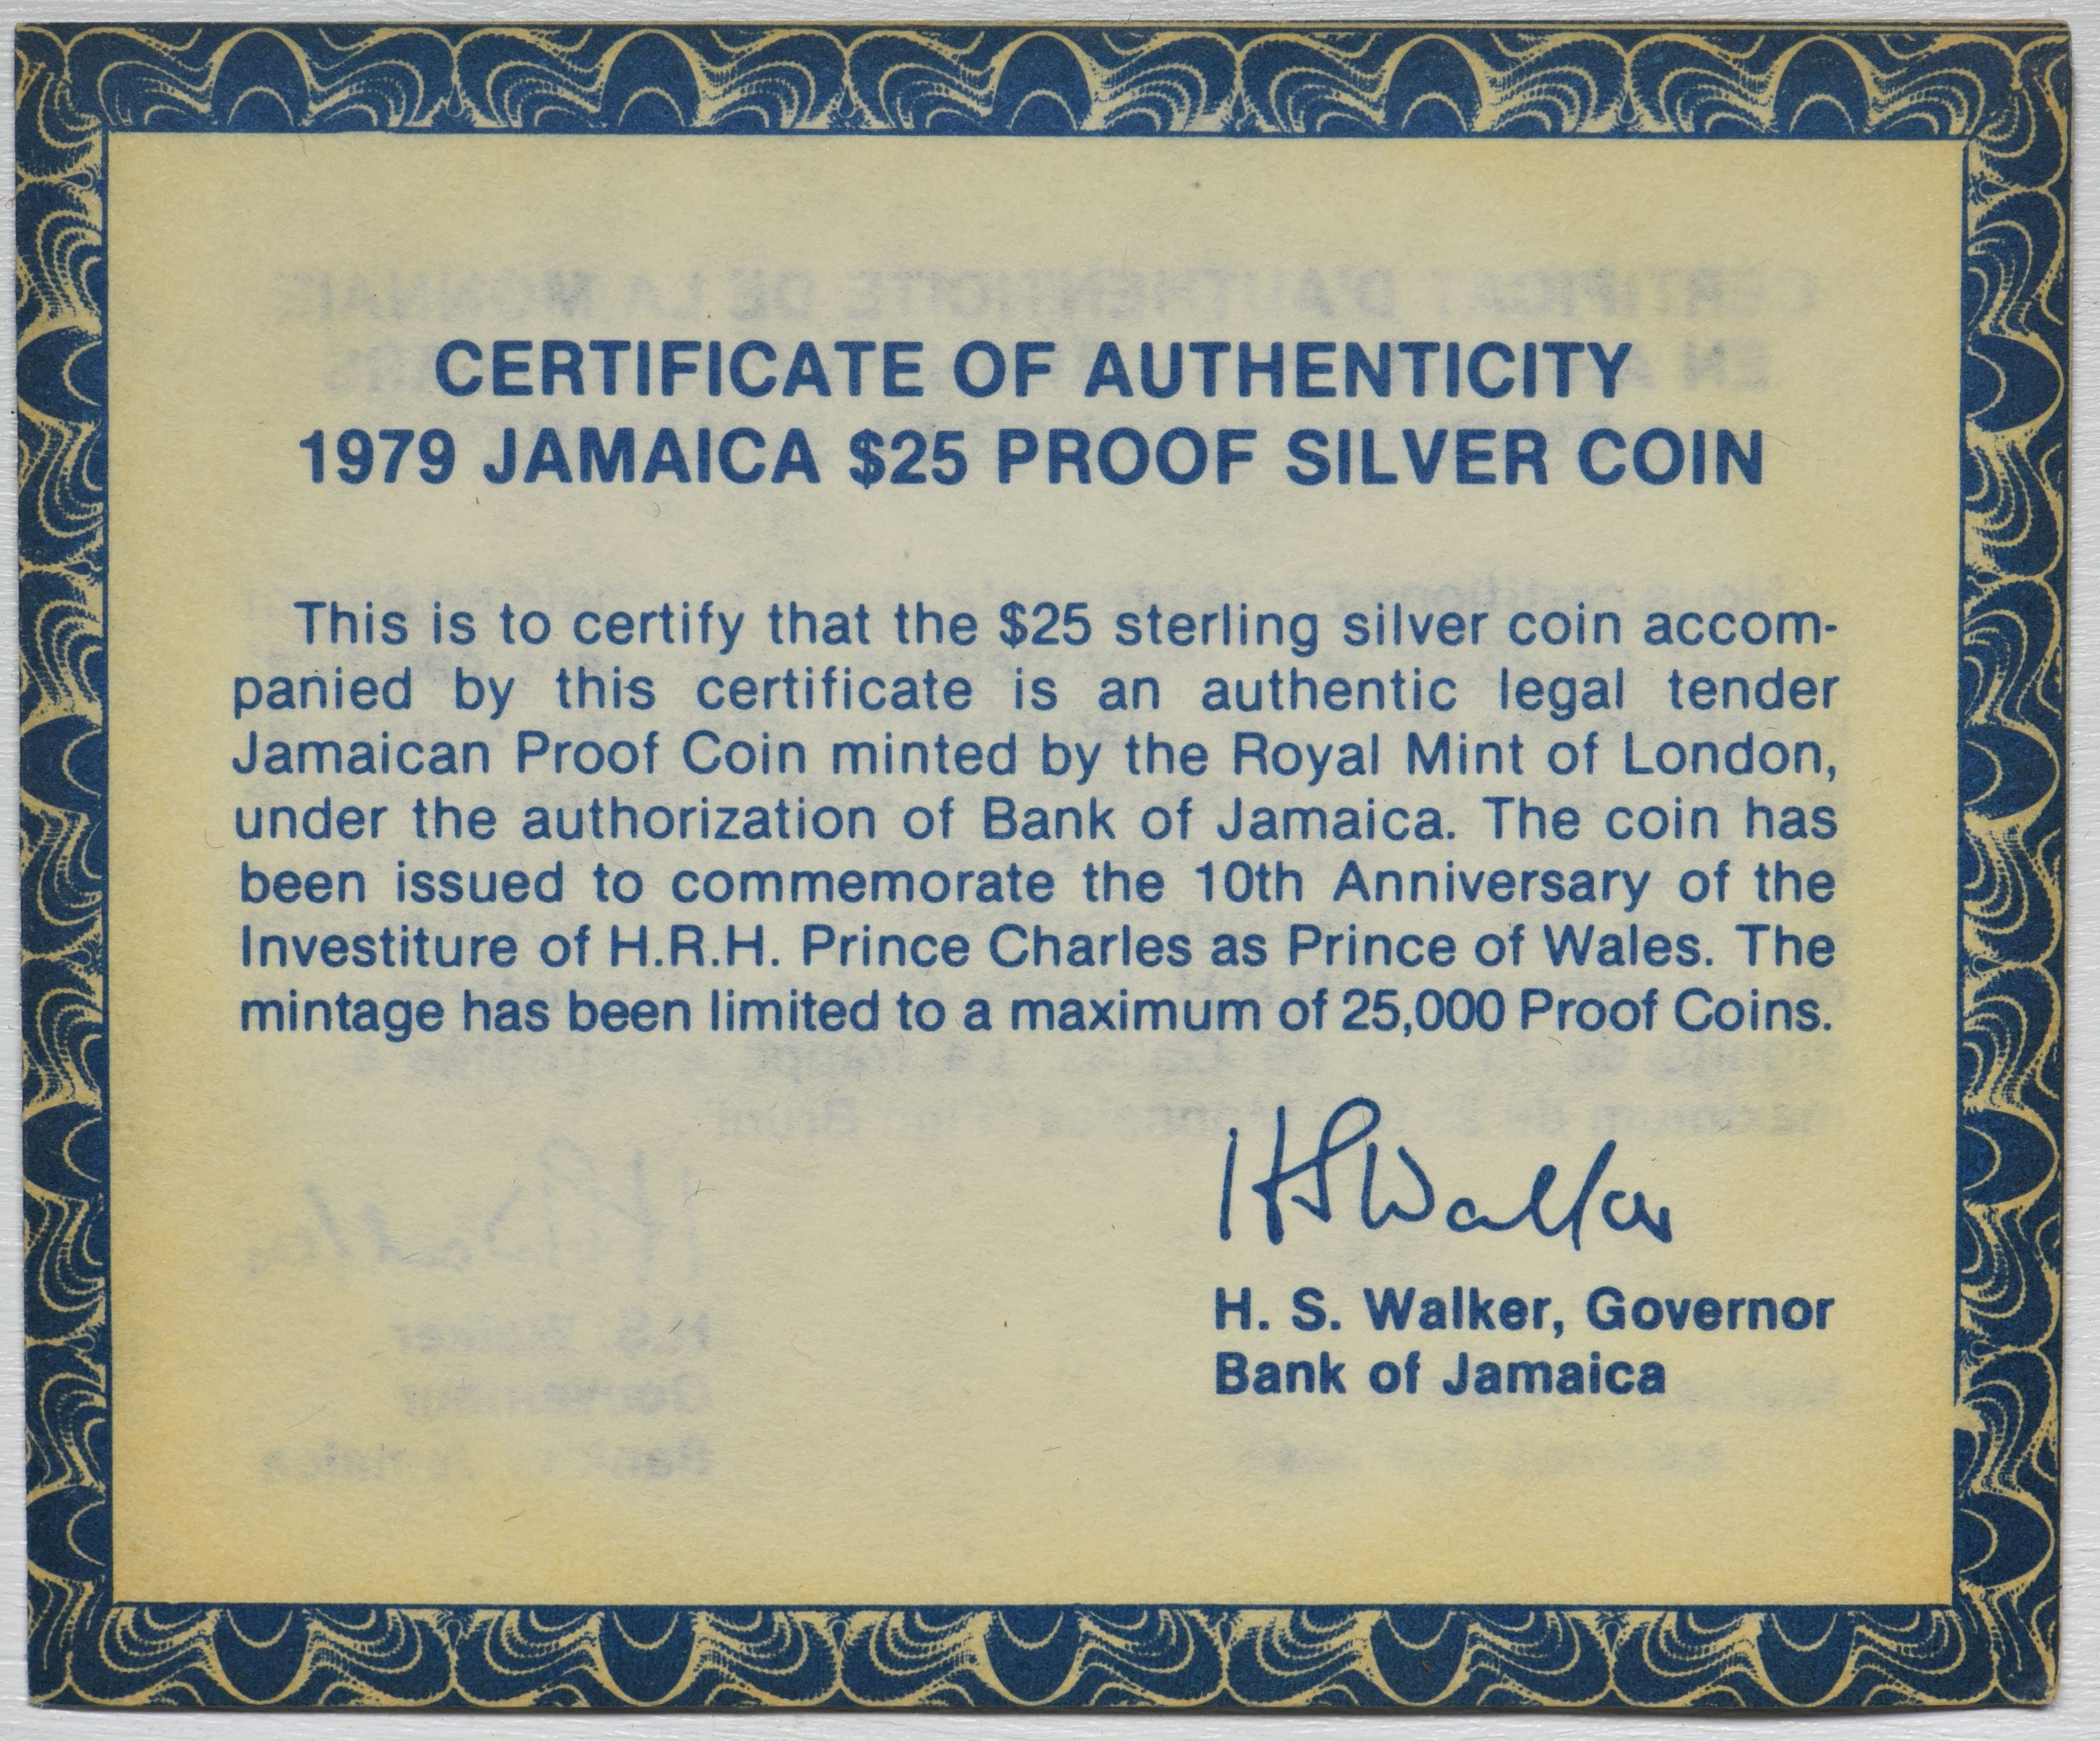 CERTIFICATE OF AUTHENTICITY
1979 JAMAICA $25 PROOF SILVER COIN
This is to certify that the $25 sterling silver coin accom-
panied by this certificate is an authentic legal tender
Jamaican Proof Coin minted by the Royal Mint of London,
under the authorization of Bank of Jamaica. The coin has
been issued to commemorate the 10th Anniversary of the
Investiture of H.R.H. Prince Charles as Prince of Wales. The
mintage has been limited to a maximum of 25,000 Proof Coins.
HSWalker
H. S. Walker, Governor
Bank of Jamaica